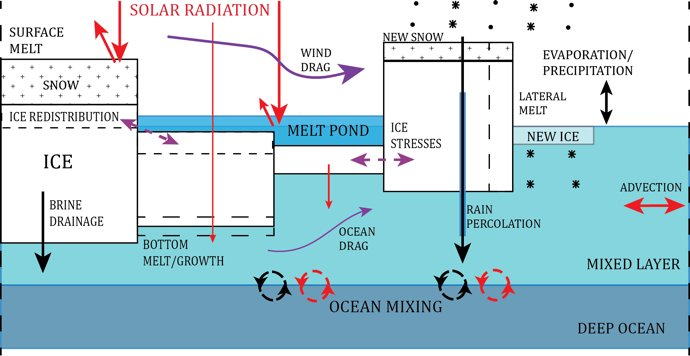 SOLAR RADIATION
SURFACE
MELT
WIND
DRAG
NEW SNOW
EVAPORATION/
PRECIPITATION
SNOW
LATERAL
MELT
ICE REDISTRIBUTION
MELT POND
ICE
STRESSES
NEW ICE
ICE
BRINE
DRAINAGE
ADVECTION
RAIN
PERCOLATION
OCEAN
DRAG
BOTTOM
MELT/GROWTH
MIXED LAYER
OCEAN MIXING
DEEP OCEAN